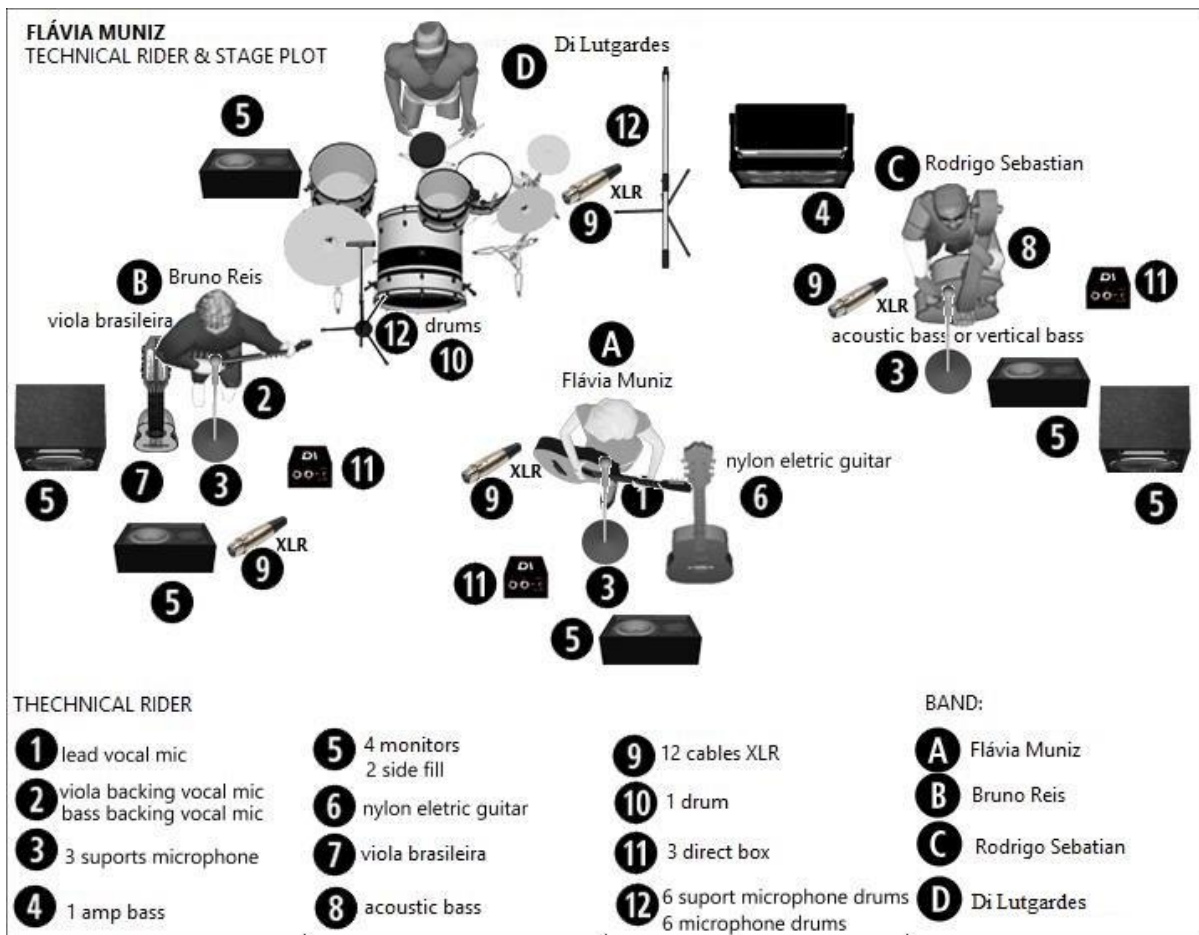 FLÁVIA MUNIZ
TECHNICAL RIDER & STAGE PLOT
D Di Lutgardes
5
12
C Rodrigo Sebastian
XLR
9
4
8
B Bruno Reis
viola brasileira
9 XLR
DI 11
12 drums
10
A
Flávia Muniz
acoustic bass or vertical bass
3
2
5
5
7
3
DI 11
XLR
9
1
nylon eletric guitar
6
5
XLR
9
5
11 DI
3
5
THECHNICAL RIDER
1 lead vocal mic
2 viola backing vocal mic
bass backing vocal mic
3 3 suports microphone
4 1 amp bass
5 4 monitors
2 side fill
6 nylon eletric guitar
7 viola brasileira
8 acoustic bass
9 12 cables XLR
10 1 drum
11 3 direct box
12 6 suport microphone drums
6 microphone drums
BAND:
A Flávia Muniz
B Bruno Reis
C Rodrigo Sebatian
D Di Lutgardes